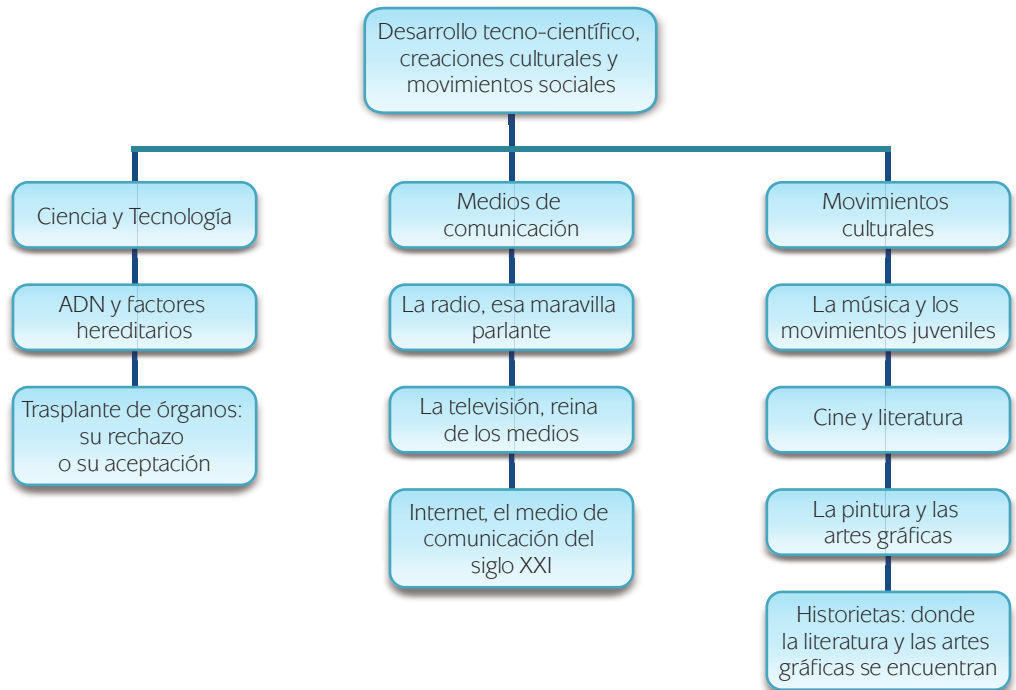 Desarrollo tecno-científico,
creaciones culturales y
movimientos sociales
Ciencia y Tecnología
ADN y factores
hereditarios
Trasplante de órganos:
su rechazo
o su aceptación
Medios de
comunicación
La radio, esa maravilla
parlante
La televisión, reina
de los medios
Internet, el medio de
comunicación del
siglo XXI
Movimientos
culturales
La música y los
movimientos juveniles
Cine y literatura
La pintura y las
artes gráficas
Historietas: donde
la literatura y las artes
gráficas se encuentran